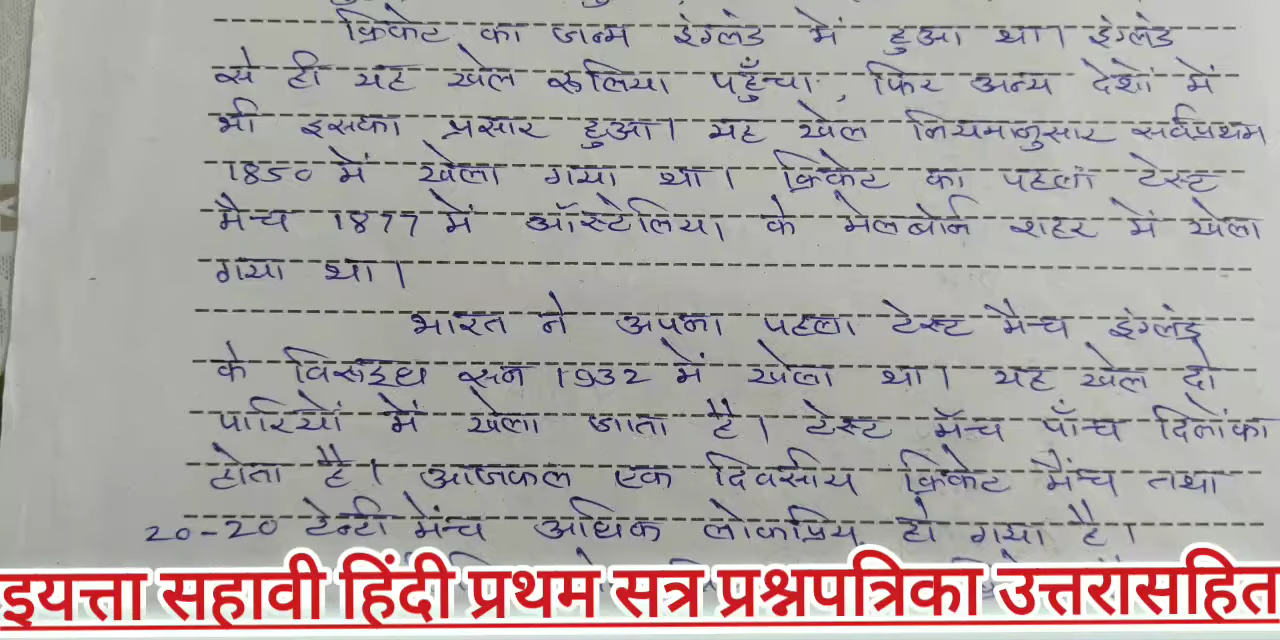 क्रिकेट का जन्म इंग्लंड में हुआ था। इंग्लंड
से ही यह खेल रूलिया पहुँचा, फिर अन्य देशों में
भी इसका प्रसार हुआ। यह खेल नियमानुसार सर्वप्रथम
1850 में खेला गया था। क्रिकेट का पहला टेस्ट
मैच 1877 में ऑस्टेलिया के मेलबोर्न शहर में खेला
गया था।
भारत ने अपना पहला टेस्ट मैच इंग्लंड
के विरुद्ध सन 1932 में खेला था। यह खेल दो
पारियों में खेला जाता है। टेस्ट मॅच पाँच दिनोंका
होता है। आजकल एक दिवसीय क्रिकेट मैंच तथा
20-20 टेन्टी मेंच अधिक लोकप्रिय हो गया है।
इयत्ता सहावी हिंदी प्रथम सत्र प्रश्नपत्रिका उत्तरासहित